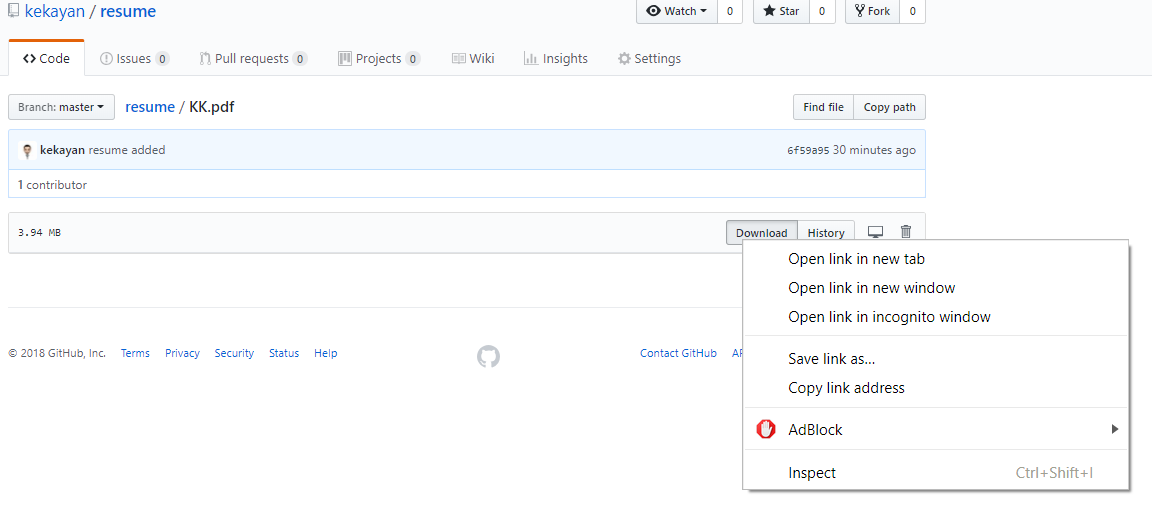 kekayan / resume Watch 0 Star 0 Fork 0
Code Issues 0 Pull requests 0 Projects 0 Wiki Insights Settings
Branch: master resume / KK.pdf Find file Copy path
kekayan resume added 6f59a95 30 minutes ago
1 contributor
3.94 MB Download History
Open link in new tab
Open link in new window
Open link in incognito window
© 2018 GitHub, Inc. Terms Privacy Security Status Help Contact GitHub
Save link as...
Copy link address
AdBlock
Inspect Ctrl+Shift+I